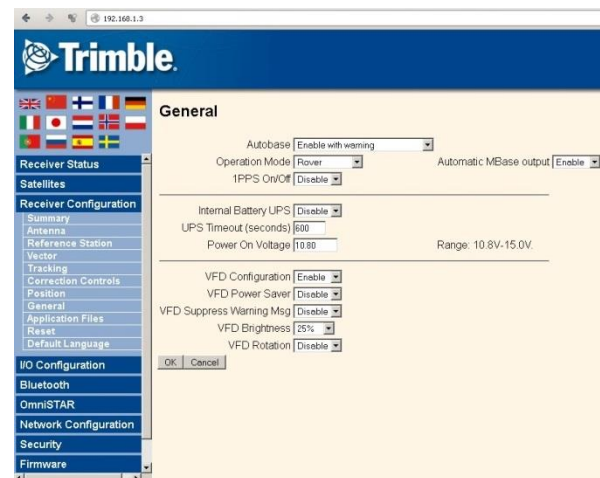 192.168.1.3
Trimble.
General
Autobase Enable with warning
Operation Mode Rover Automatic MBase output Enable
1PPS On/Off Disable
Internal Battery UPS Disable
UPS Timeout (seconds) 600
Power On Voltage 10.80 Range: 10.8V-15.0V.
VFD Configuration Enable
VFD Power Saver Disable
VFD Suppress Warning Msg Disable
VFD Brightness 25%
VFD Rotation Disable
OK Cancel
Receiver Status
Satellites
Receiver Configuration
Summary
Antenna
Reference Station
Vector
Tracking
Correction Controls
Position
General
Application Files
Reset
Default Language
I/O Configuration
Bluetooth
OmniSTAR
Network Configuration
Security
Firmware